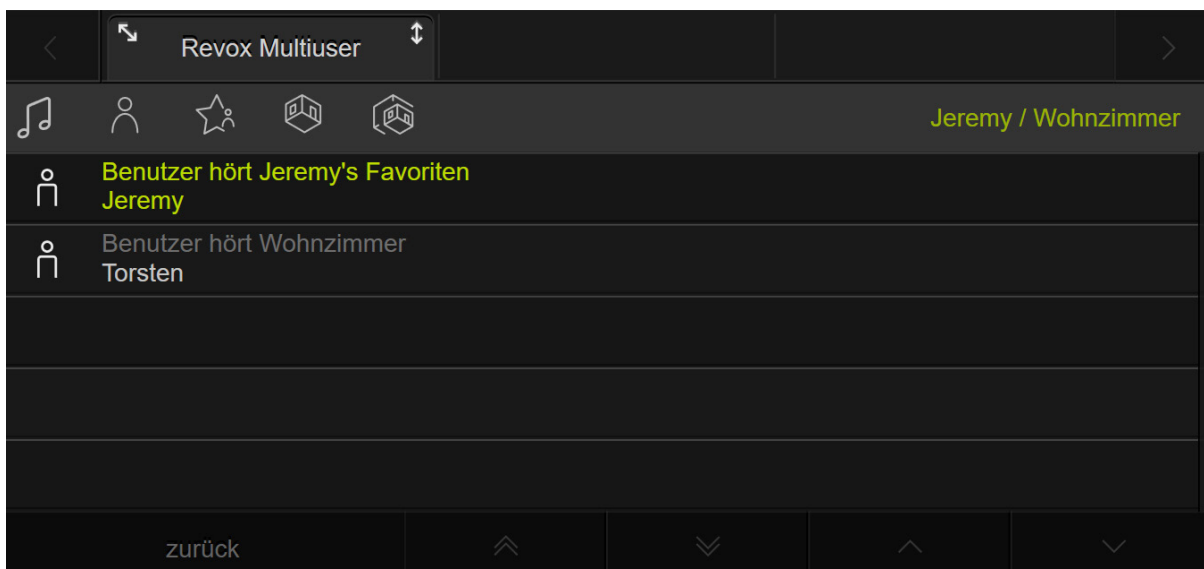 Revox Multiuser
Jeremy / Wohnzimmer
Benutzer hört Jeremy's Favoriten
Jeremy
Benutzer hört Wohnzimmer
Torsten
zurück